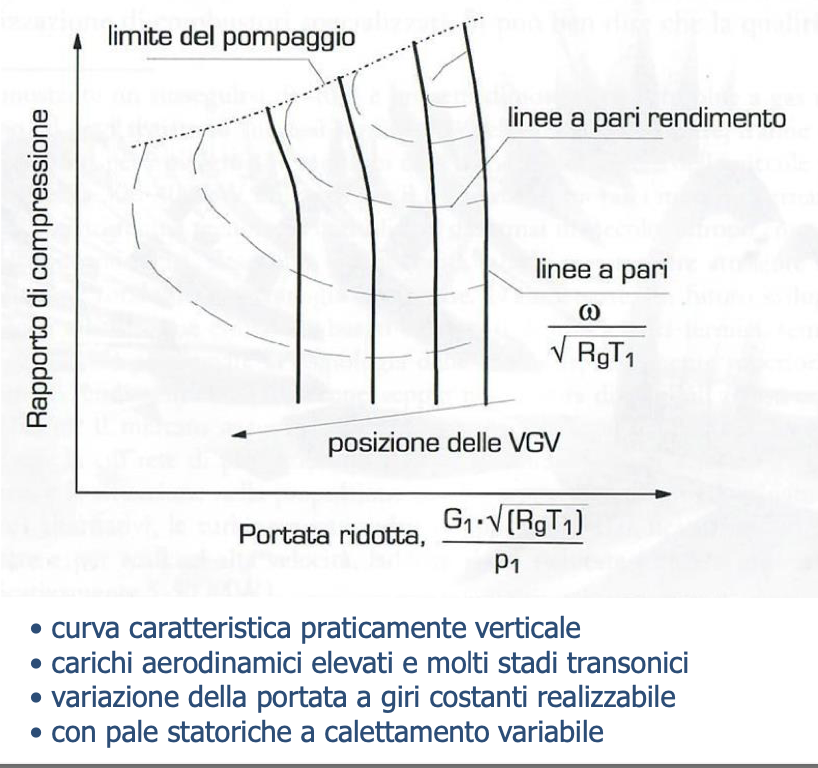 limite del pompaggio
linee a pari rendimento
Rapporto di compressione
linee a pari
ω
√ RgT1
posizione delle VGV
Portata ridotta, G1·√(RgT1)
p1
• curva caratteristica praticamente verticale
• carichi aerodinamici elevati e molti stadi transonici
• variazione della portata a giri costanti realizzabile
• con pale statoriche a calettamento variabile